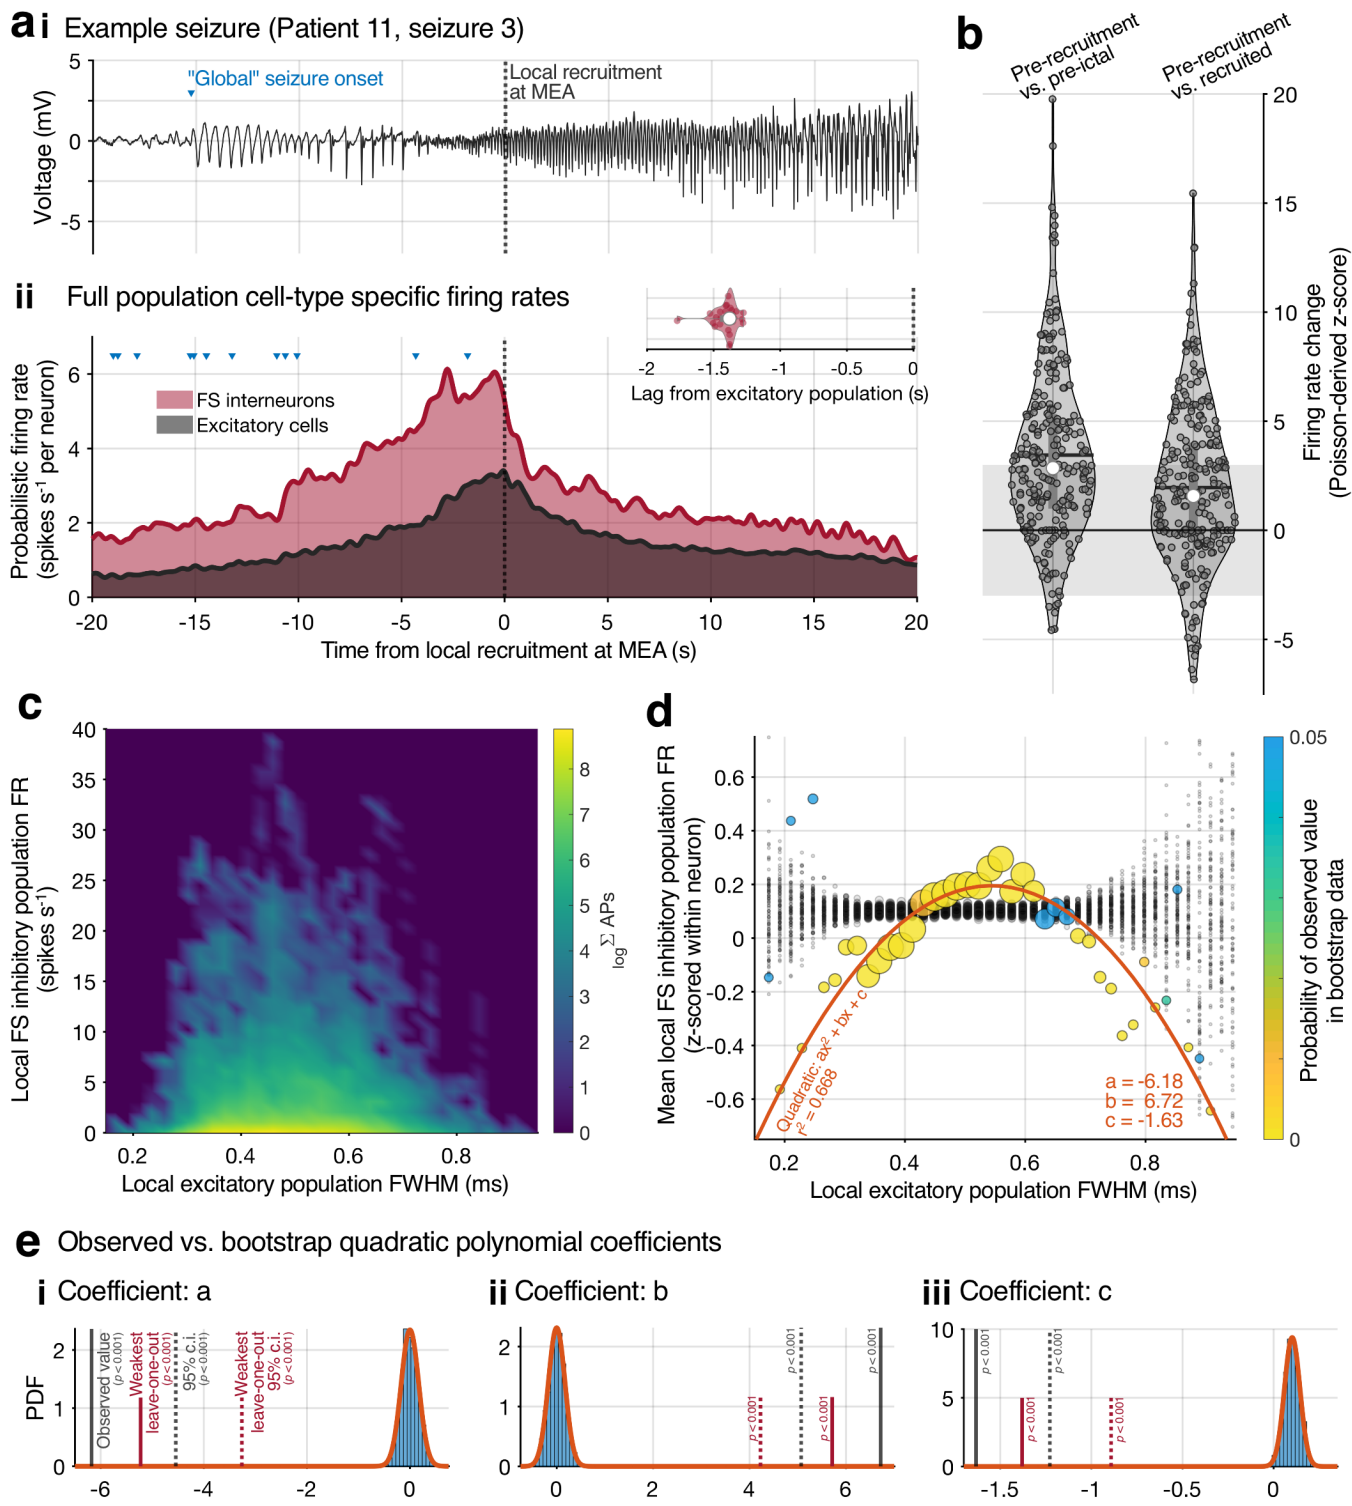 a i Example seizure (Patient 11, seizure 3)
5
0
-5
Voltage (mV)
"Global" seizure onset
Local recruitment
at MEA
ii Full population cell-type specific firing rates
6
4
2
0
Probabilistic firing rate
(spikes s⁻¹ per neuron)
FS interneurons
Excitatory cells
-2 -1.5 -1 -0.5 0
Lag from excitatory population (s)
-20 -15 -10 -5 0 5 10 15 20
Time from local recruitment at MEA (s)
b
Pre-recruitment
vs. pre-ictal
Pre-recruitment
vs. recruited
20
15
10
5
0
-5
Firing rate change
(Poisson-derived z-score)
c
40
35
30
25
20
15
10
5
0
Local FS inhibitory population FR
(spikes s⁻¹)
0.2 0.4 0.6 0.8
Local excitatory population FWHM (ms)
8
7
6
5
4
3
2
1
0
log Σ APs
d
0.6
0.4
0.2
0
-0.2
-0.4
-0.6
Mean local FS inhibitory population FR
(z-scored within neuron)
Quadratic: ax² + bx + c
r² = 0.668
a = -6.18
b = 6.72
c = -1.63
0.2 0.4 0.6 0.8
Local excitatory population FWHM (ms)
0.05
0
Probability of observed value
in bootstrap data
e Observed vs. bootstrap quadratic polynomial coefficients
i Coefficient: a
2
1
0
PDF
Observed value
(p < 0.001)
Weakest
leave-one-out
(p < 0.001)
95% c.i.
(p < 0.001)
Weakest
leave-one-out
95% c.i.
(p < 0.001)
-6 -4 -2 0
ii Coefficient: b
2
1
0
p < 0.001
p < 0.001
p < 0.001
p < 0.001
0 2 4 6
iii Coefficient: c
10
5
0
p < 0.001
p < 0.001
p < 0.001
p < 0.001
-1.5 -1 -0.5 0